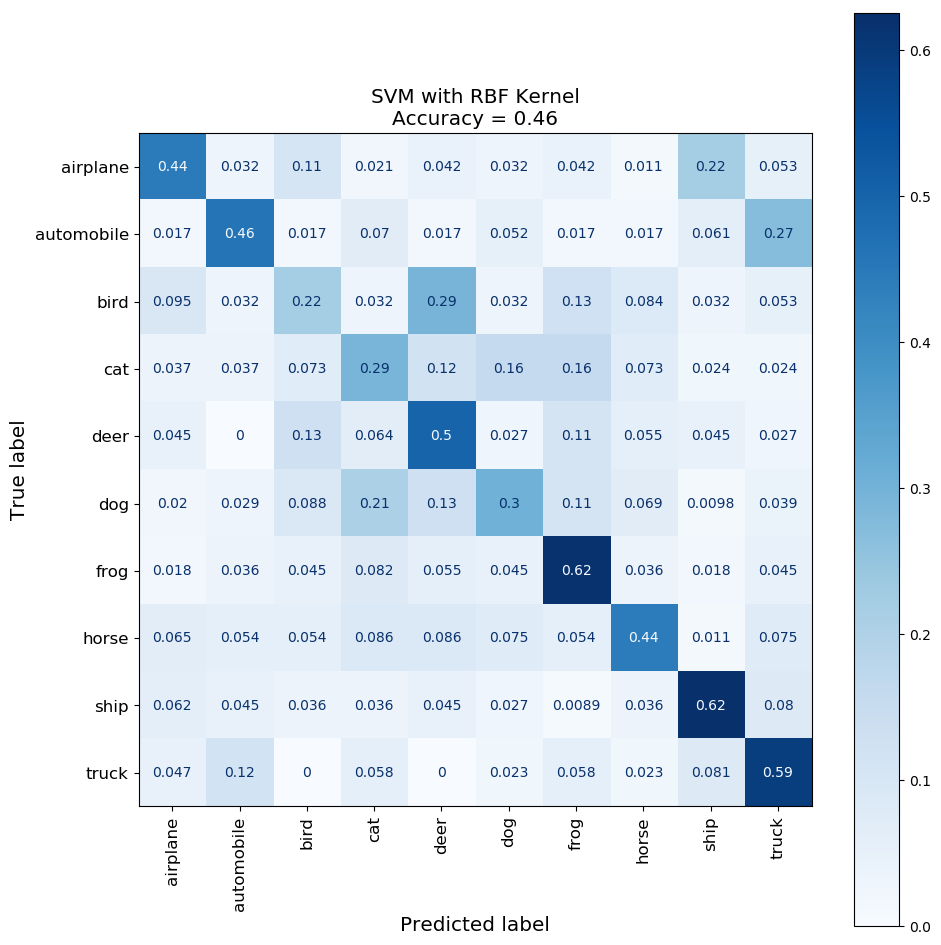 SVM with RBF Kernel
Accuracy = 0.46
True label
airplane 0.44 0.032 0.11 0.021 0.042 0.032 0.042 0.011 0.22 0.053
automobile 0.017 0.46 0.017 0.07 0.017 0.052 0.017 0.017 0.061 0.27
bird 0.095 0.032 0.22 0.032 0.29 0.032 0.13 0.084 0.032 0.053
cat 0.037 0.037 0.073 0.29 0.12 0.16 0.16 0.073 0.024 0.024
deer 0.045 0 0.13 0.064 0.5 0.027 0.11 0.055 0.045 0.027
dog 0.02 0.029 0.088 0.21 0.13 0.3 0.11 0.069 0.0098 0.039
frog 0.018 0.036 0.045 0.082 0.055 0.045 0.62 0.036 0.018 0.045
horse 0.065 0.054 0.054 0.086 0.086 0.075 0.054 0.44 0.011 0.075
ship 0.062 0.045 0.036 0.036 0.045 0.027 0.0089 0.036 0.62 0.08
truck 0.047 0.12 0 0.058 0 0.023 0.058 0.023 0.081 0.59
airplane automobile bird cat deer dog frog horse ship truck
Predicted label
0.6
0.5
0.4
0.3
0.2
0.1
0.0